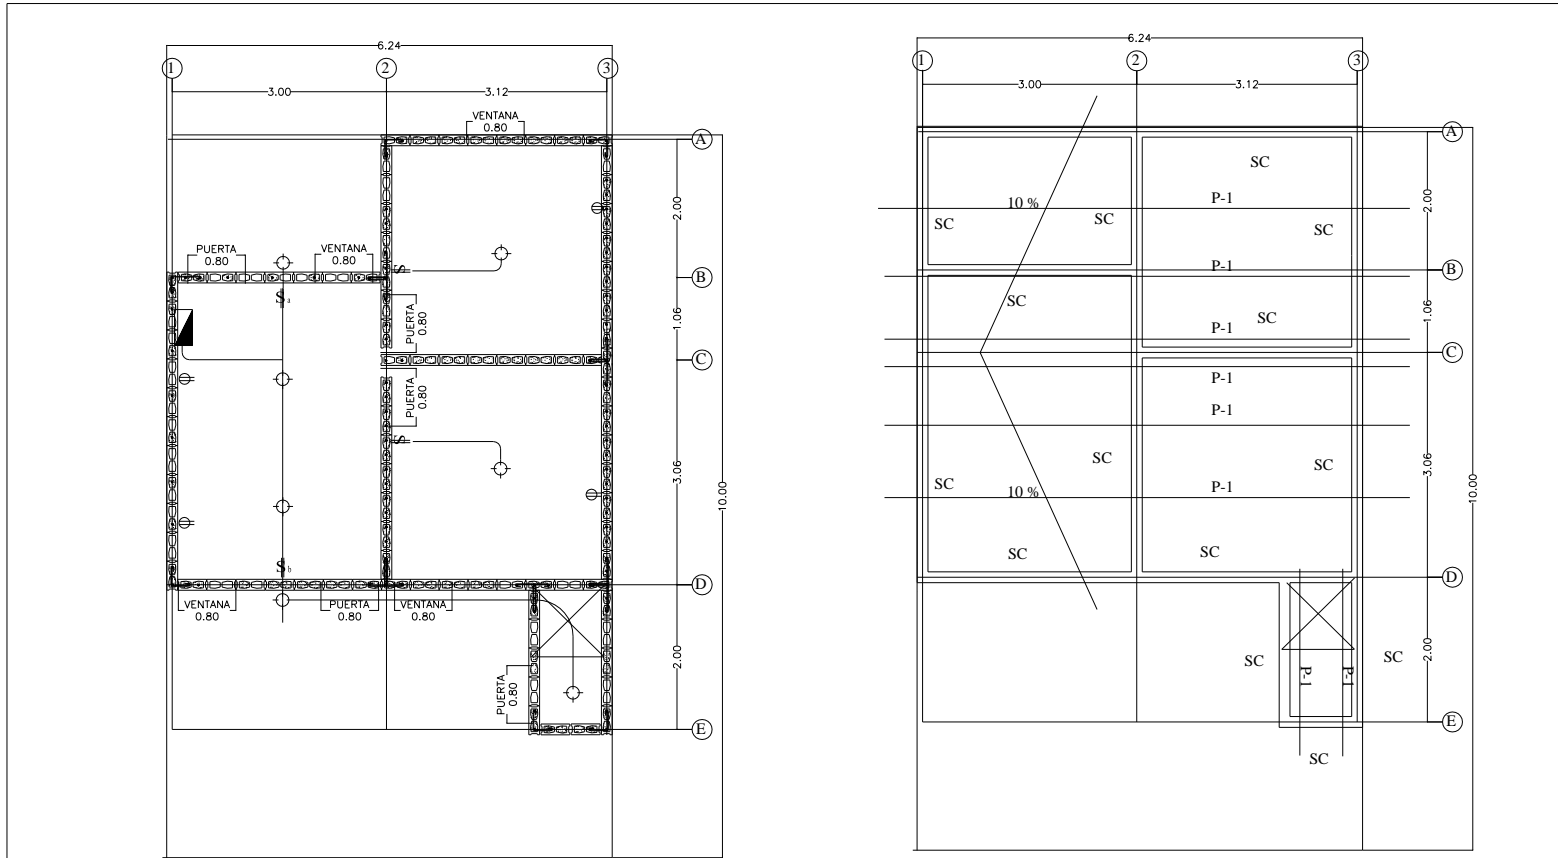 6.24
1
2
3
3.00
3.12
VENTANA
0.80
A
2.00
PUERTA
0.80
VENTANA
0.80
S
B
S a
PUERTA
0.80
1.06
C
PUERTA
0.80
S
3.06
10.00
S b
D
VENTANA
0.80
PUERTA
0.80
VENTANA
0.80
2.00
PUERTA
0.80
E
6.24
1
2
3
3.00
3.12
A
SC
2.00
10 %
P-1
SC
SC
SC
P-1
B
SC
SC
P-1
1.06
C
P-1
P-1
SC
SC
3.06
SC
10 %
P-1
10.00
SC
SC
D
SC
SC
2.00
P-1
P-1
E
SC